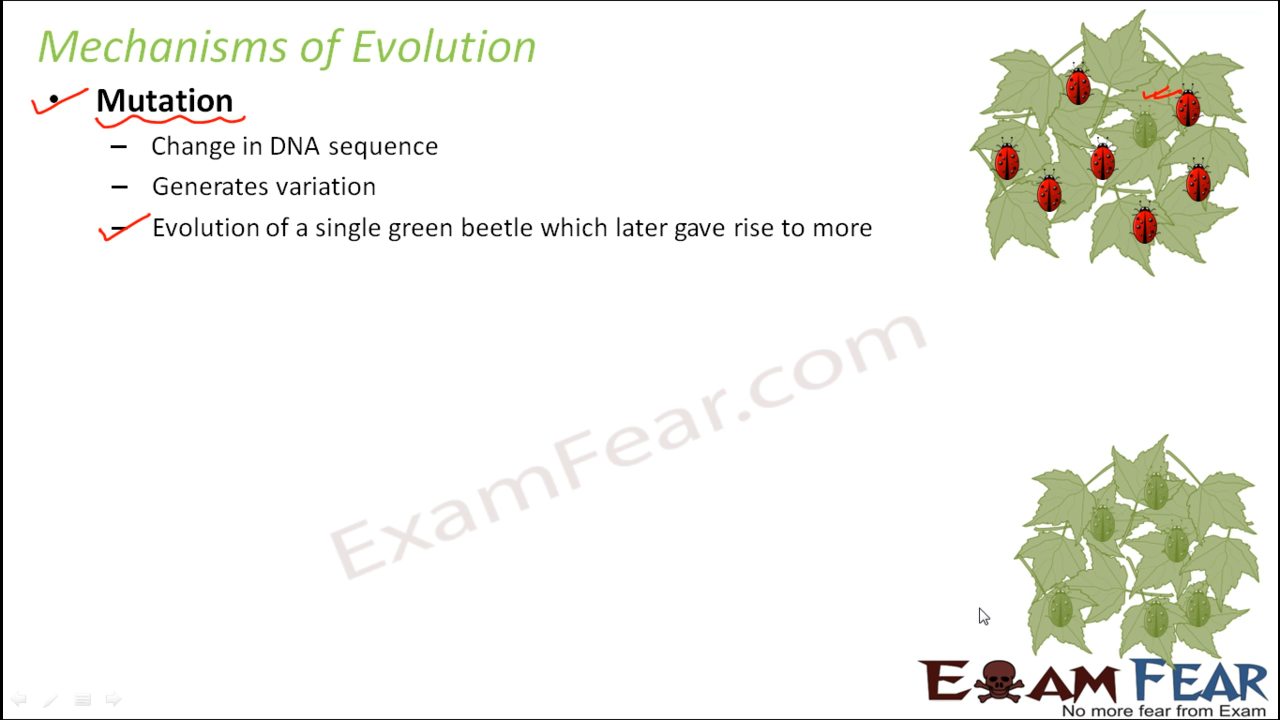 Mechanisms of Evolution
• Mutation
– Change in DNA sequence
– Generates variation
– Evolution of a single green beetle which later gave rise to more
ExamFear.com
EXAM FEAR
No more fear from Exam